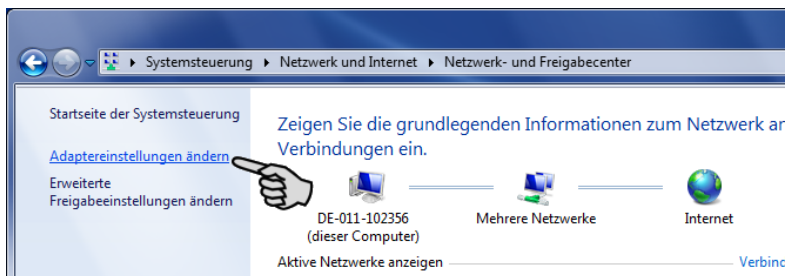 Systemsteuerung ▸ Netzwerk und Internet ▸ Netzwerk- und Freigabecenter
Startseite der Systemsteuerung
Adaptereinstellungen ändern
Erweiterte
Freigabeeinstellungen ändern
Zeigen Sie die grundlegenden Informationen zum Netzwerk an
Verbindungen ein.
DE-011-102356
(dieser Computer)
Mehrere Netzwerke
Internet
Aktive Netzwerke anzeigen